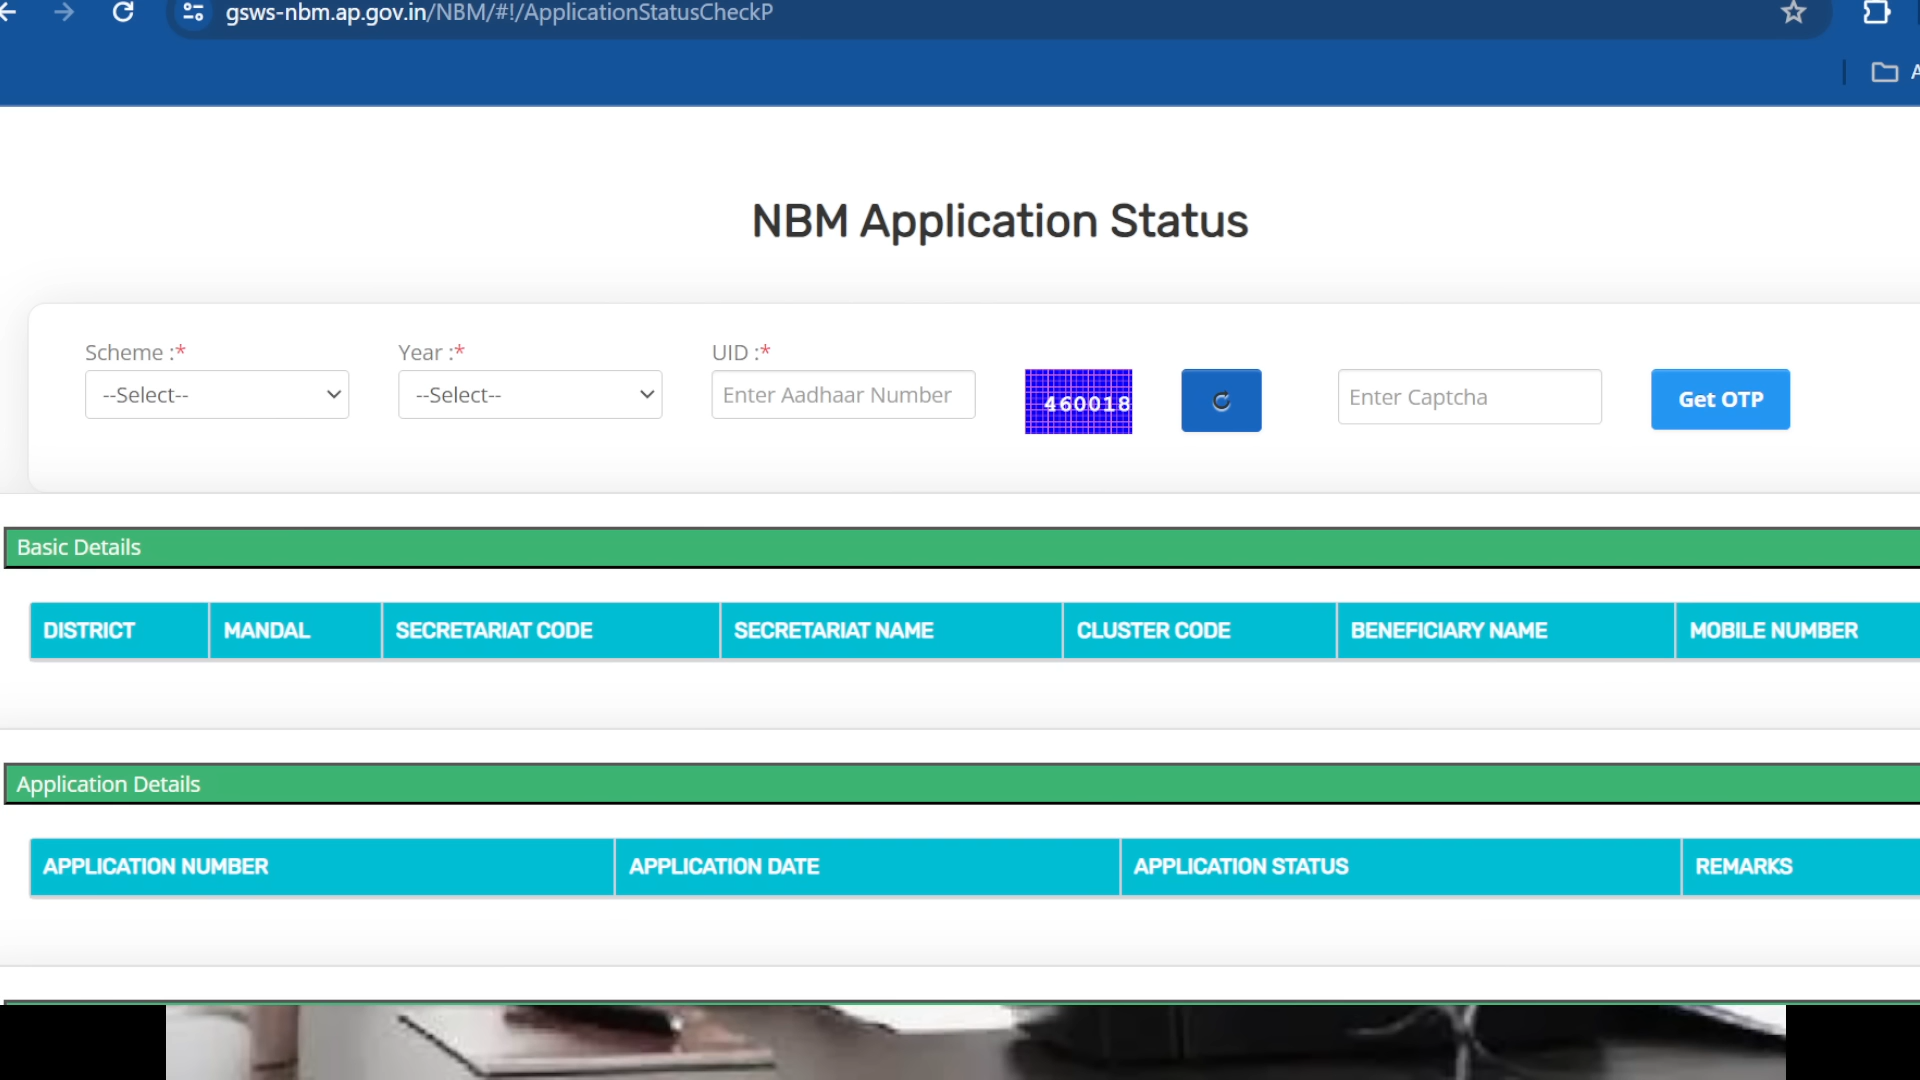 gsws-nbm.ap.gov.in/NBM/#!/ApplicationStatusCheckP
NBM Application Status
Scheme :* Year :* UID :*
--Select-- --Select-- Enter Aadhaar Number 460018 Enter Captcha Get OTP
Basic Details
DISTRICT MANDAL SECRETARIAT CODE SECRETARIAT NAME CLUSTER CODE BENEFICIARY NAME MOBILE NUMBER
Application Details
APPLICATION NUMBER APPLICATION DATE APPLICATION STATUS REMARKS